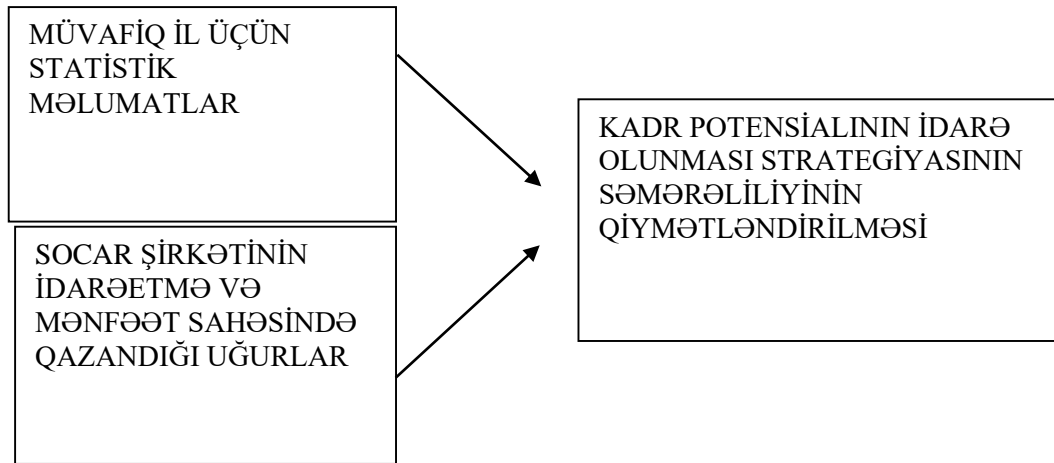 MÜVAFİQ İL ÜÇÜN
STATİSTİK
MƏLUMATLAR
SOCAR ŞİRKƏTİNİN
İDARƏETMƏ VƏ
MƏNFƏƏT SAHƏSİNDƏ
QAZANDIĞI UĞURLAR
KADR POTENSİALININ İDARƏ
OLUNMASI STRATEGİYASININ
SƏMƏRƏLİLİYİNİN
QİYMƏTLƏNDİRİLMƏSİ